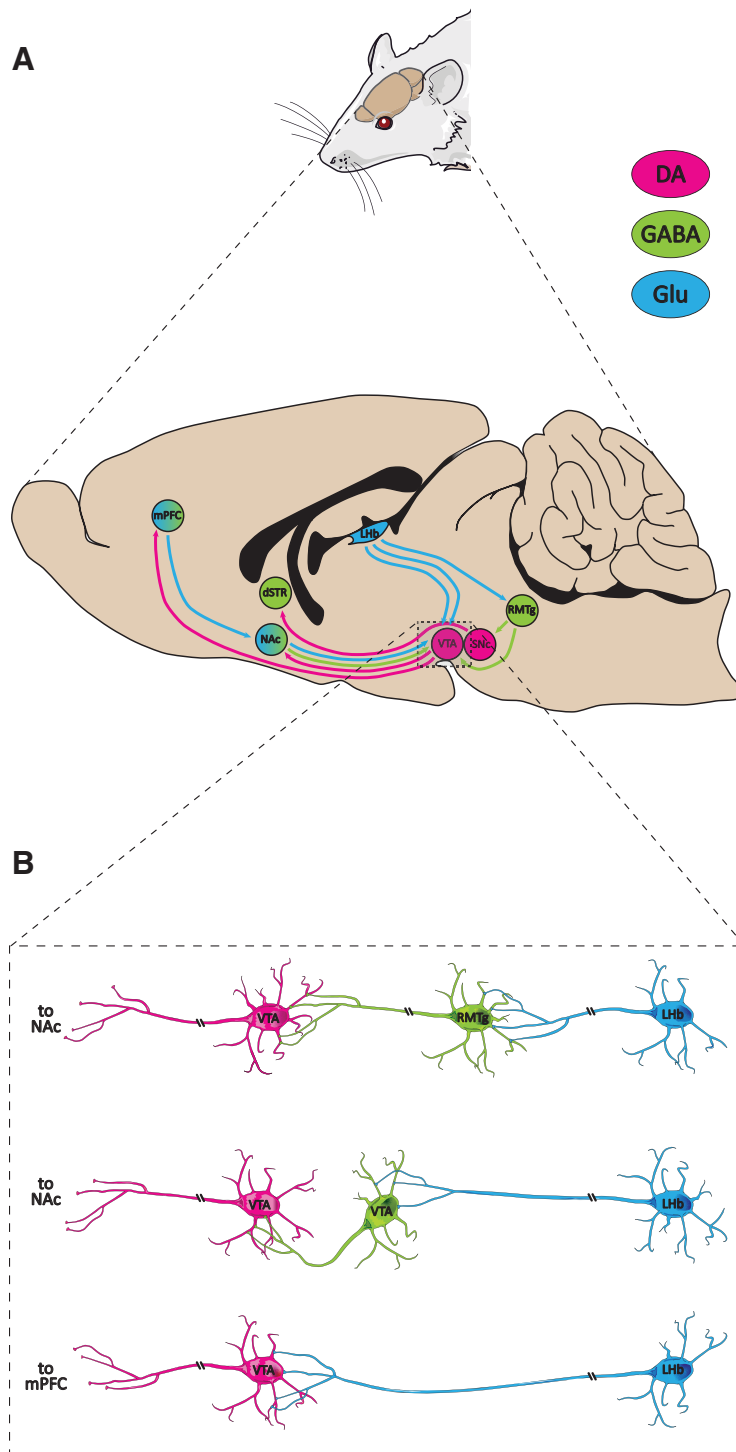 A
DA
GABA
Glu
mPFC
LHb
dSTR
RMTg
NAc
VTA
SNc
B
to
NAc
VTA
RMTg
LHb
to
NAc
VTA
VTA
LHb
to
mPFC
VTA
LHb